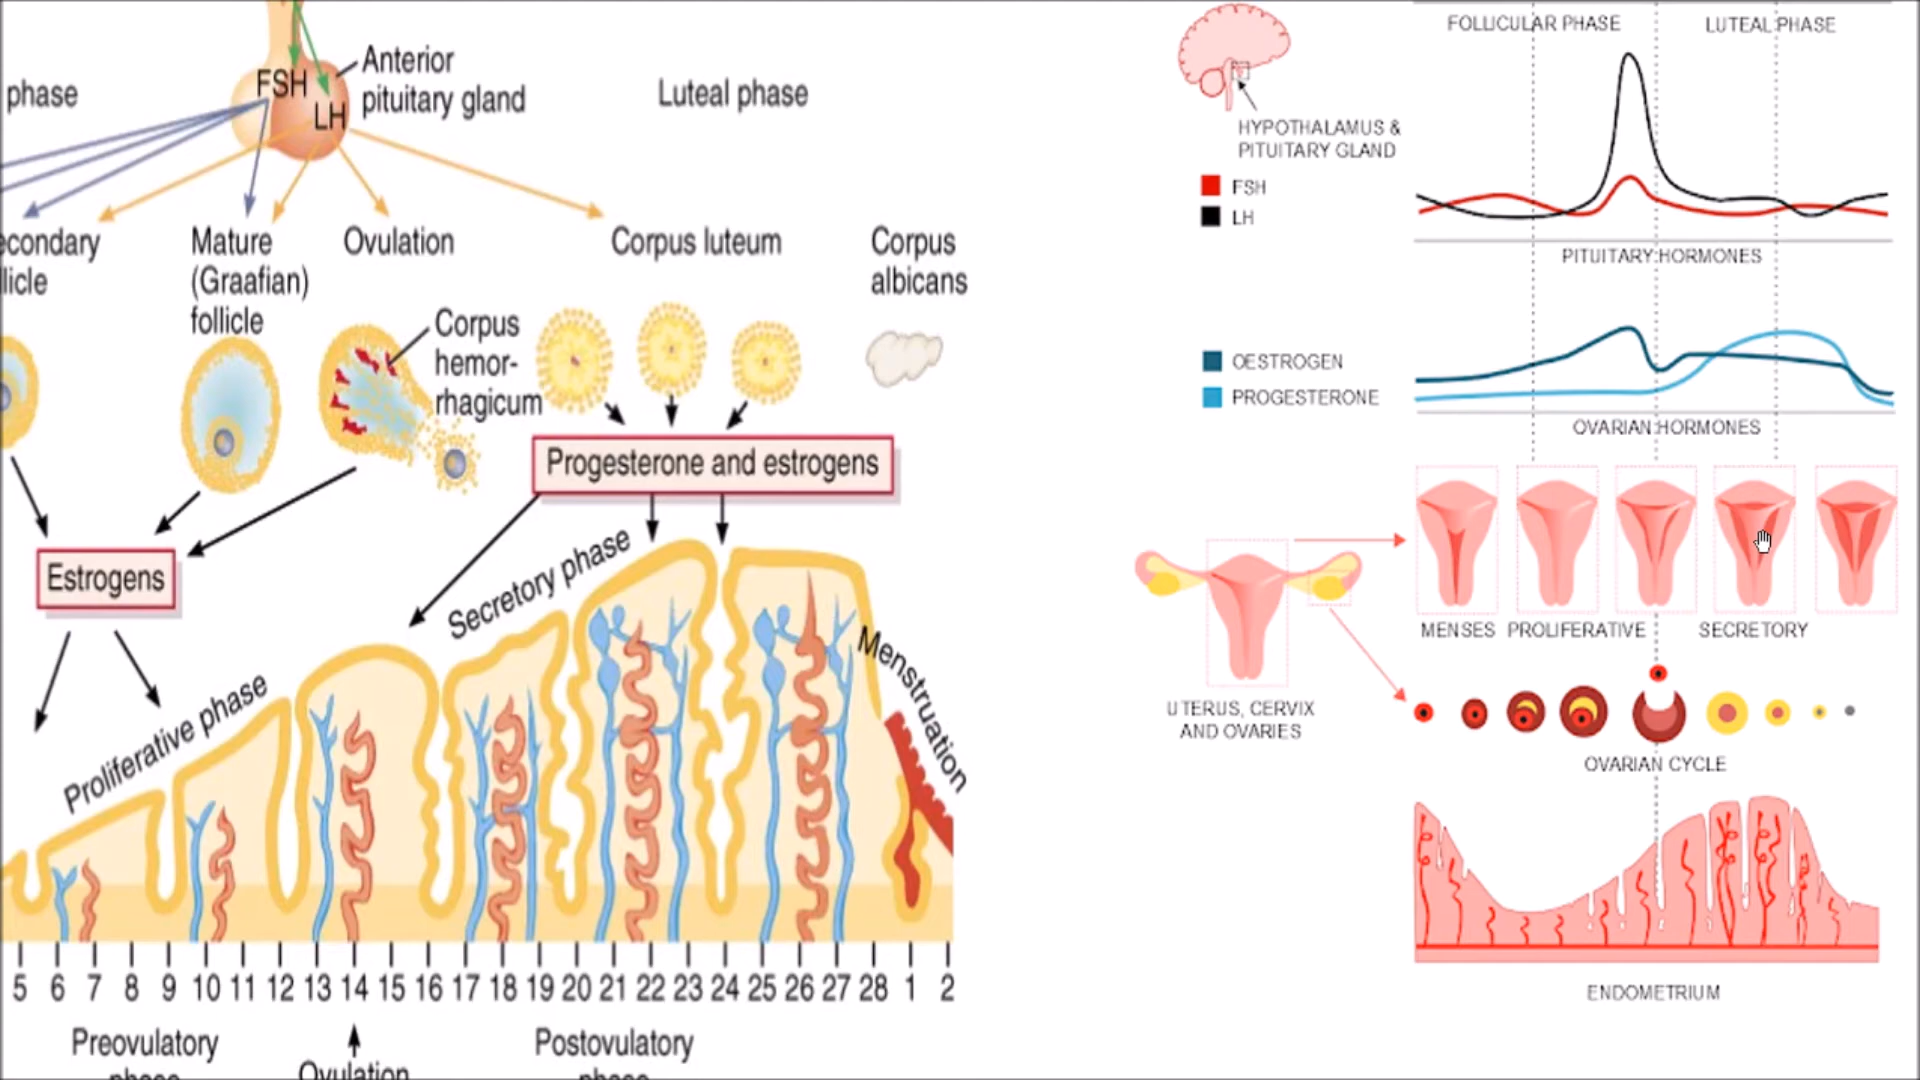 phase
FSH
LH
Anterior
pituitary gland
Luteal phase
econdary
llicle
Mature
(Graafian)
follicle
Ovulation
Corpus luteum
Corpus
albicans
Corpus
hemor-
rhagicum
Progesterone and estrogens
Estrogens
Proliferative phase
Secretory phase
Menstruation
5 6 7 8 9 10 11 12 13 14 15 16 17 18 19 20 21 22 23 24 25 26 27 28 1 2
Preovulatory
phase
Ovulation
Postovulatory
phase
FOLLICULAR PHASE
LUTEAL PHASE
HYPOTHALAMUS &
PITUITARY GLAND
FSH
LH
PITUITARY HORMONES
OESTROGEN
PROGESTERONE
OVARIAN HORMONES
MENSES
PROLIFERATIVE
SECRETORY
UTERUS, CERVIX
AND OVARIES
OVARIAN CYCLE
ENDOMETRIUM